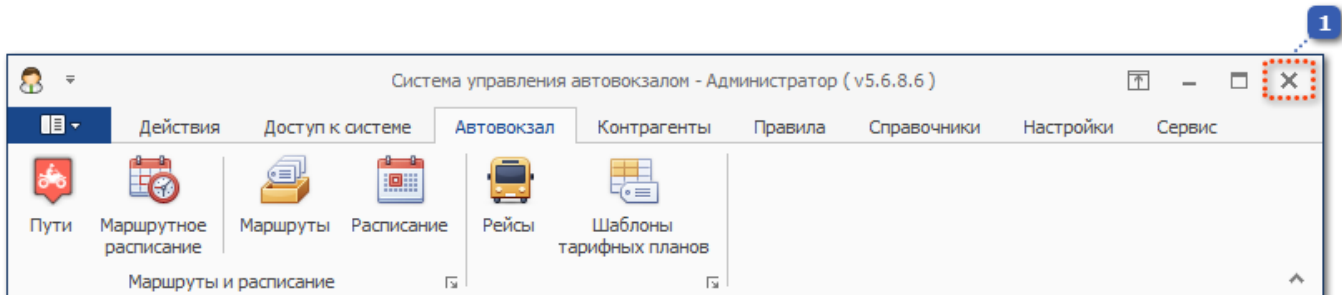 1
Система управления автовокзалом - Администратор ( v5.6.8.6 )
Действия Доступ к системе Автовокзал Контрагенты Правила Справочники Настройки Сервис
Пути Маршрутное Маршруты Расписание Рейсы Шаблоны
расписание тарифных планов
Маршруты и расписание